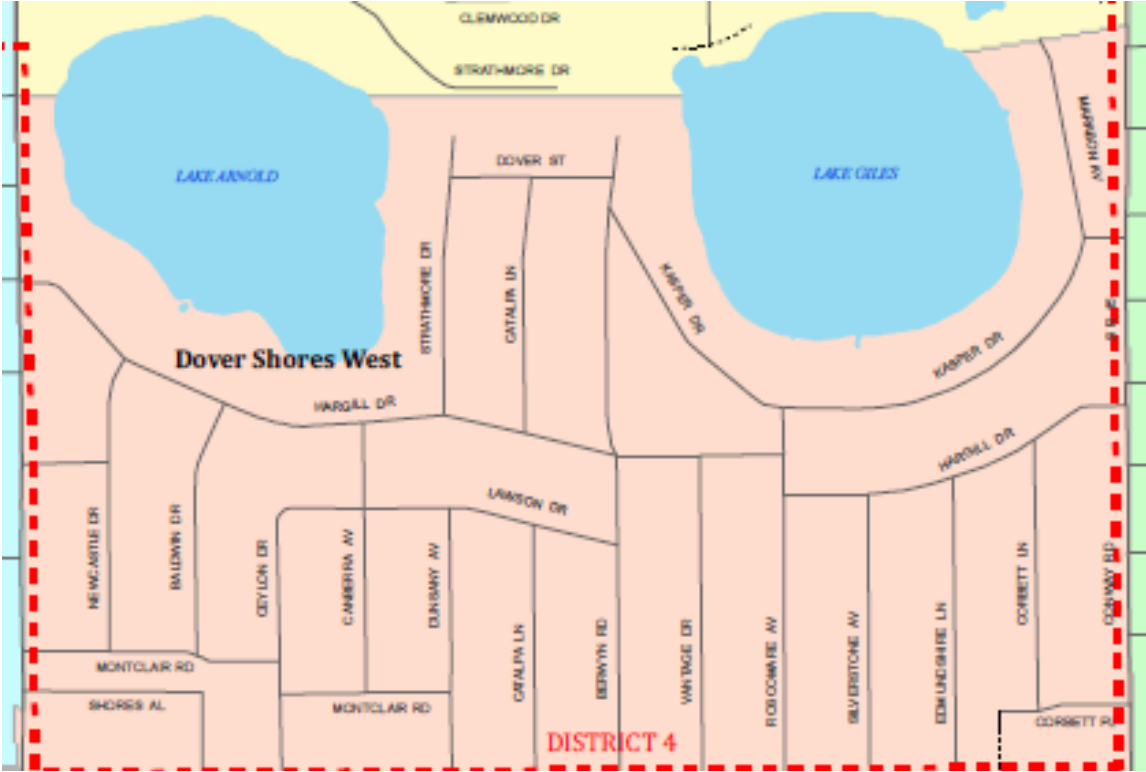 CLEMWOOD DR
STRATHMORE DR
DOVER ST
LAKE ARNOLD
LAKE GILES
STRATHMORE DR
CATALPA LN
KASPER DR
KASPER DR
Dover Shores West
HARGILL DR
HARGILL DR
LAWSON DR
NEWCASTLE DR
BALDWIN DR
CEYLON DR
CANBERRA AV
DUNSANY AV
CATALPA LN
BERWYN RD
VANTAGE DR
ROSCOMARE AV
SILVERSTONE AV
EDMUNDSHIRE LN
CORBETT LN
CONWAY RD
MONTCLAIR RD
SHORES AL
MONTCLAIR RD
CORBETT PL
DISTRICT 4